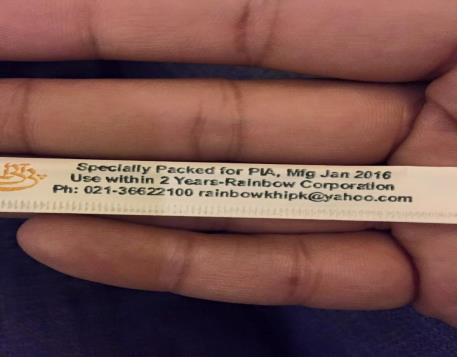 Specially Packed for PIA, Mfg Jan 2016
Use within 2 Years-Rainbow Corporation
Ph: 021-36622100 rainbowkhipk@yahoo.com